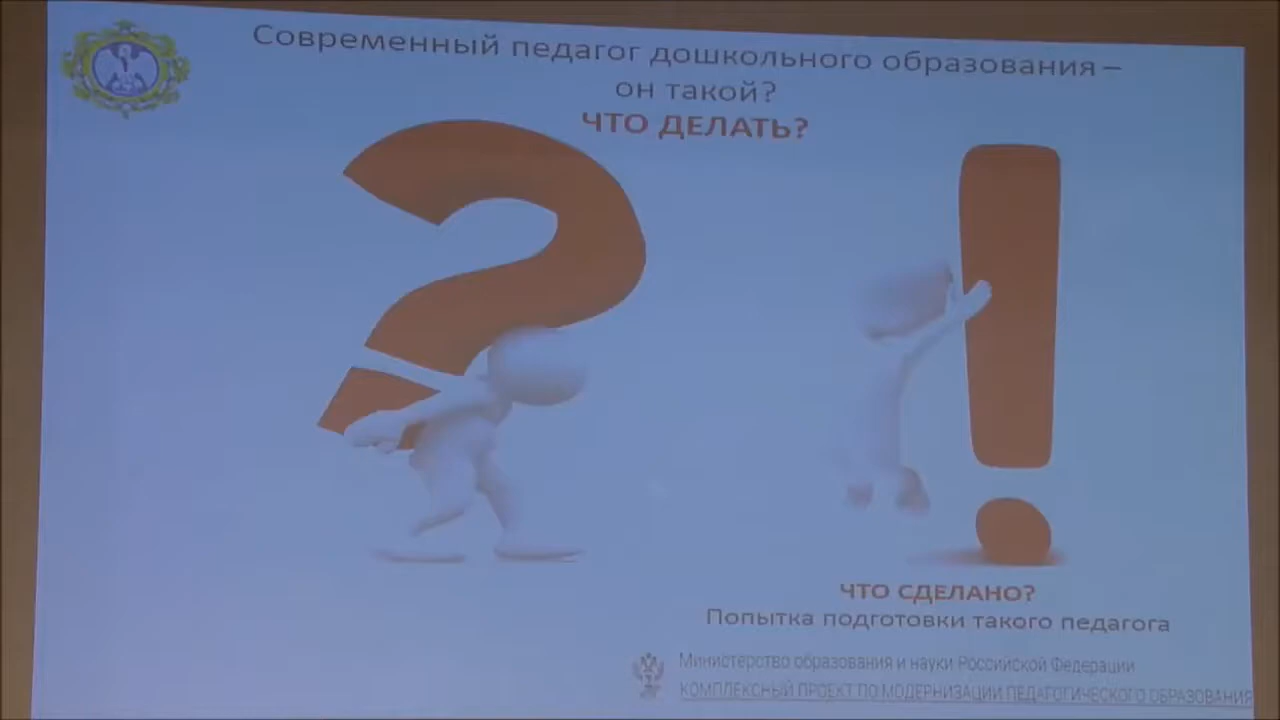 Современный педагог дошкольного образования –
он такой?
ЧТО ДЕЛАТЬ?
ЧТО СДЕЛАНО?
Попытка подготовки такого педагога
Министерство образования и науки Российской Федерации
КОМПЛЕКСНЫЙ ПРОЕКТ ПО МОДЕРНИЗАЦИИ ПЕДАГОГИЧЕСКОГО ОБРАЗОВАНИЯ